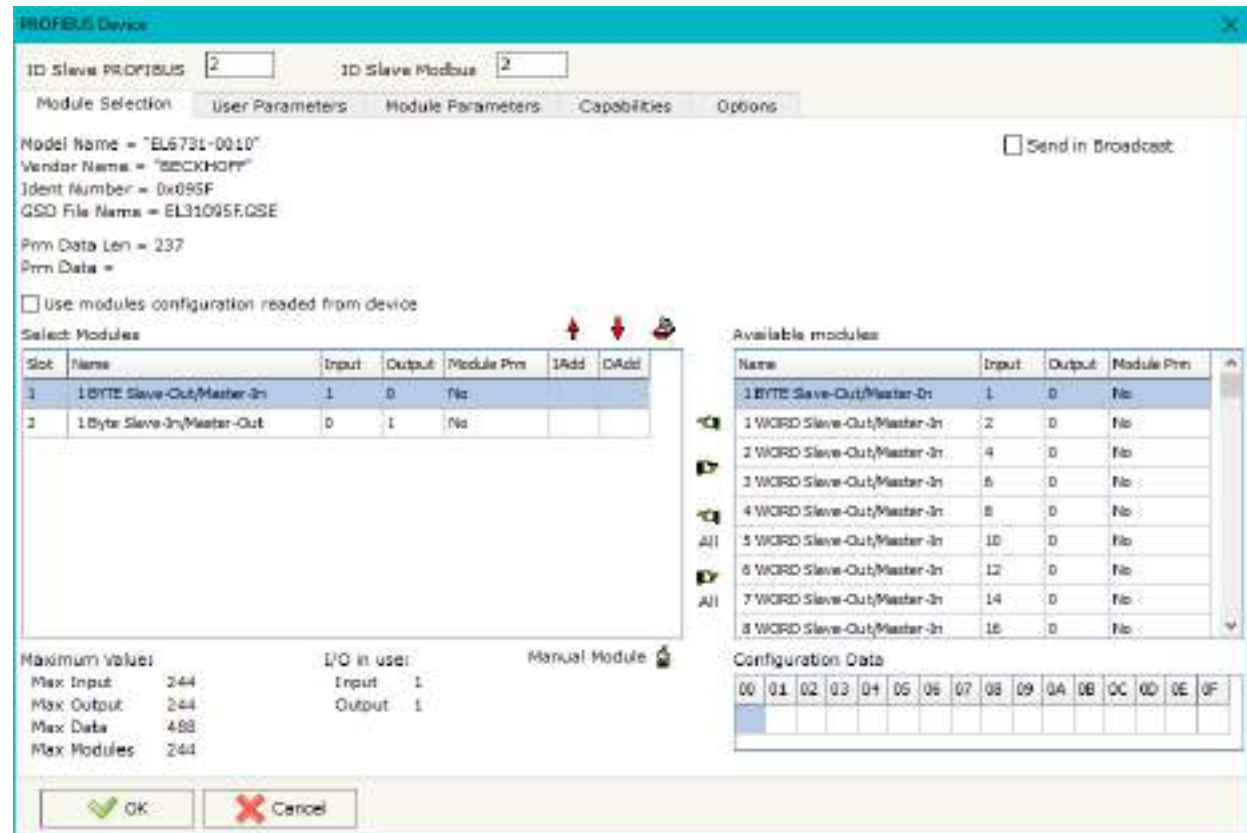 PROFIBUS Device
ID Slave PROFIBUS 2 ID Slave Modbus 2
Module Selection User Parameters Module Parameters Capabilities Options
Model Name = "EL6731-0010"
Send in Broadcast
Vendor Name = "BECKHOFF"
Ident Number = 0x095F
GSD File Name = EL31095F.GSE
Prm Data Len = 237
Prm Data =
Use modules configuration readed from device
Select Modules
Slot Name Input Output Module Prm IAdd OAdd
1 1 BYTE Slave-Out/Master-In 1 0 No
2 1 Byte Slave-In/Master-Out 0 1 No
All
All
Available modules
Name Input Output Module Prm
1 BYTE Slave-Out/Master-In 1 0 No
1 WORD Slave-Out/Master-In 2 0 No
2 WORD Slave-Out/Master-In 4 0 No
3 WORD Slave-Out/Master-In 6 0 No
4 WORD Slave-Out/Master-In 8 0 No
5 WORD Slave-Out/Master-In 10 0 No
6 WORD Slave-Out/Master-In 12 0 No
7 WORD Slave-Out/Master-In 14 0 No
8 WORD Slave-Out/Master-In 16 0 No
Maximum Value:
Max Input 244
Max Output 244
Max Data 488
Max Modules 244
I/O in use:
Input 1
Output 1
Manual Module
Configuration Data
00 01 02 03 04 05 06 07 08 09 0A 0B 0C 0D 0E 0F
OK Cancel